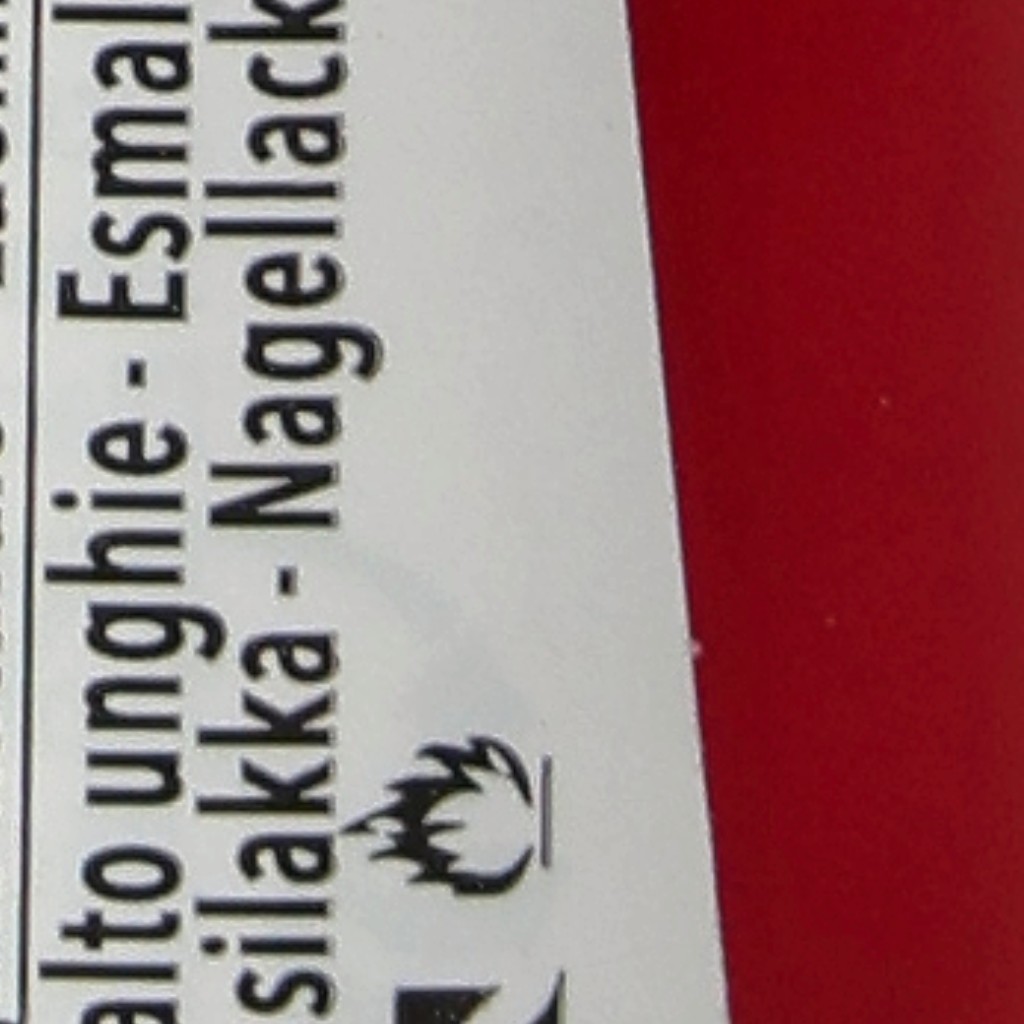 alto unghie - Esmal
silakka - Nagellack